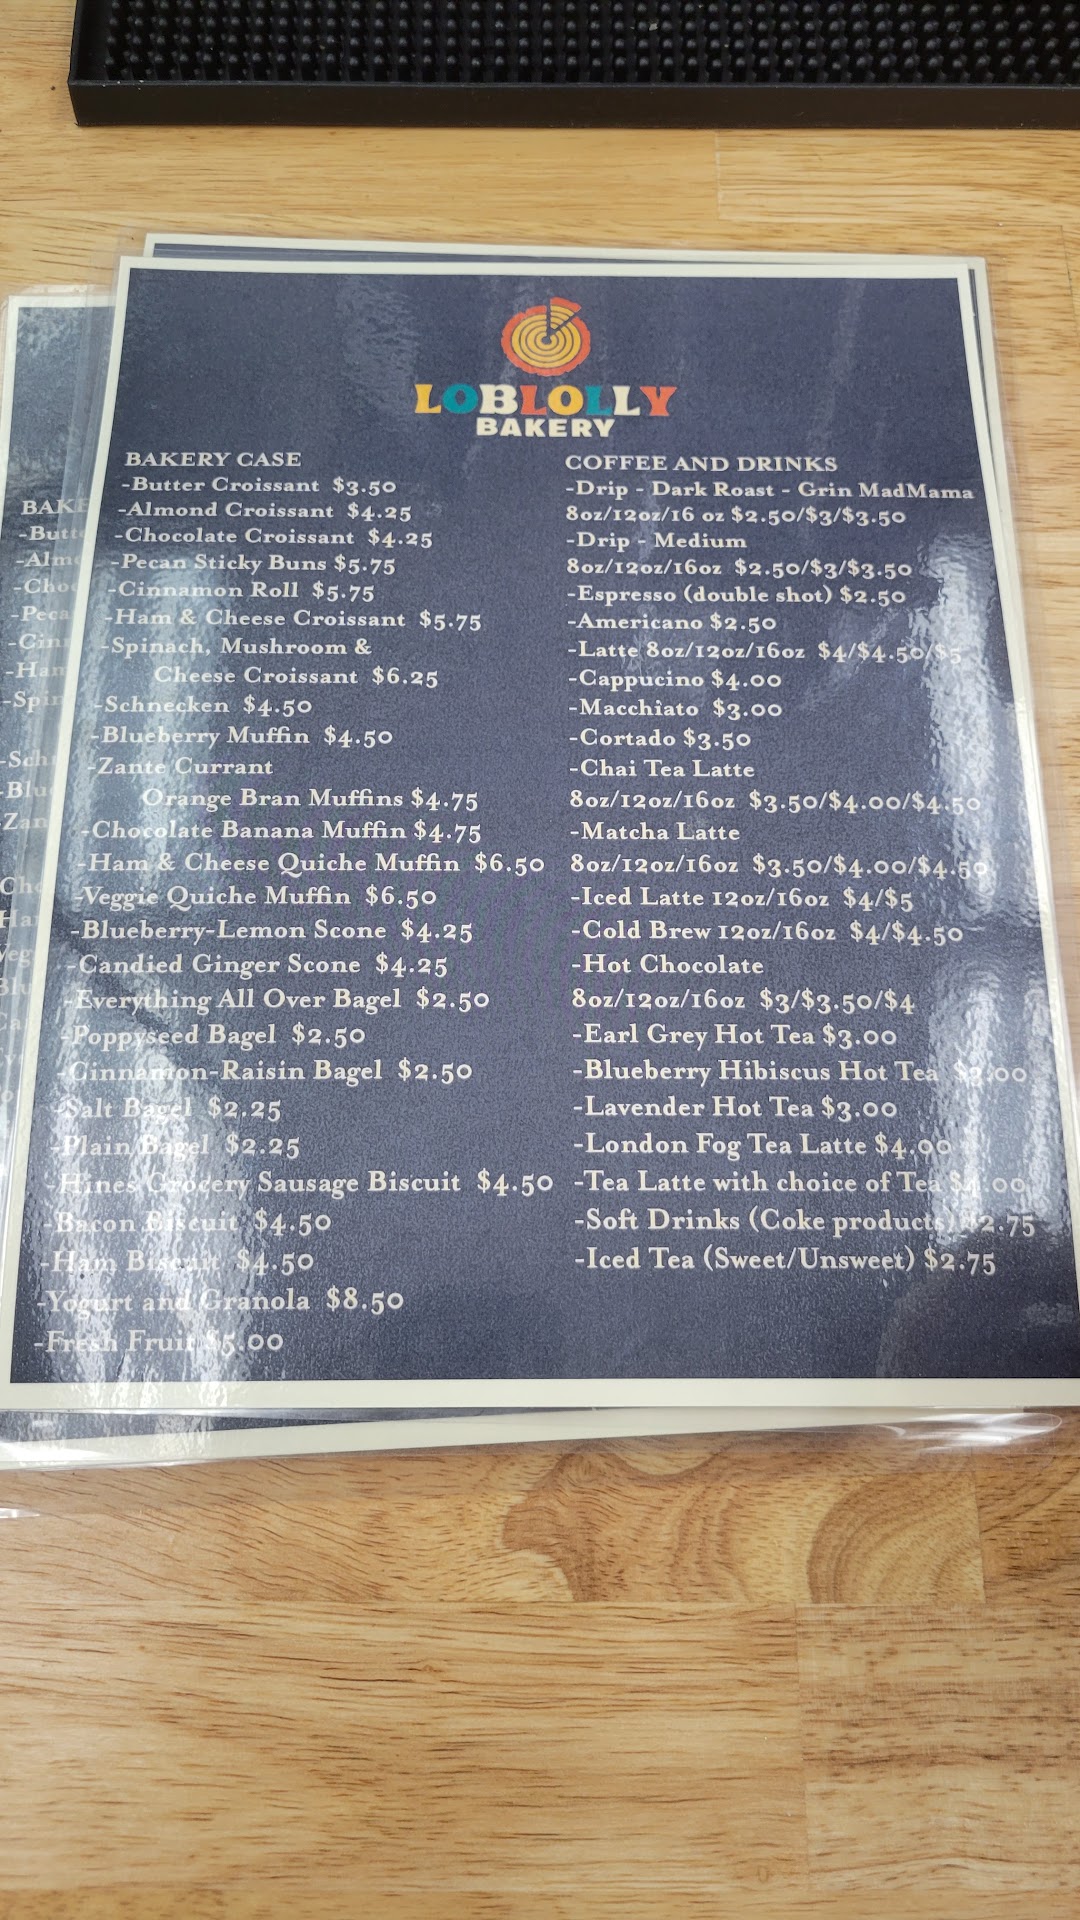 LOBLOLLY
BAKERY
BAKERY CASE
-Butter Croissant $3.50
-Almond Croissant $4.25
-Chocolate Croissant $4.25
-Pecan Sticky Buns $5.75
-Cinnamon Roll $5.75
-Ham & Cheese Croissant $5.75
-Spinach, Mushroom &
Cheese Croissant $6.25
-Schnecken $4.50
-Blueberry Muffin $4.50
-Zante Currant
Orange Bran Muffins $4.75
-Chocolate Banana Muffin $4.75
-Ham & Cheese Quiche Muffin $6.50
-Veggie Quiche Muffin $6.50
-Blueberry-Lemon Scone $4.25
-Candied Ginger Scone $4.25
-Everything All Over Bagel $2.50
-Poppyseed Bagel $2.50
-Cinnamon-Raisin Bagel $2.50
-Salt Bagel $2.25
-Plain Bagel $2.25
-Hines Grocery Sausage Biscuit $4.50
-Bacon Biscuit $4.50
-Ham Biscuit $4.50
-Yogurt and Granola $8.50
-Fresh Fruit $5.00
COFFEE AND DRINKS
-Drip - Dark Roast - Grin MadMama
8oz/12oz/16 oz $2.50/$3/$3.50
-Drip - Medium
8oz/12oz/16oz $2.50/$3/$3.50
-Espresso (double shot) $2.50
-Americano $2.50
-Latte 8oz/12oz/16oz $4/$4.50/$5
-Cappucino $4.00
-Macchiato $3.00
-Cortado $3.50
-Chai Tea Latte
8oz/12oz/16oz $3.50/$4.00/$4.50
-Matcha Latte
8oz/12oz/16oz $3.50/$4.00/$4.50
-Iced Latte 12oz/16oz $4/$5
-Cold Brew 12oz/16oz $4/$4.50
-Hot Chocolate
8oz/12oz/16oz $3/$3.50/$4
-Earl Grey Hot Tea $3.00
-Blueberry Hibiscus Hot Tea $3.00
-Lavender Hot Tea $3.00
-London Fog Tea Latte $4.00
-Tea Latte with choice of Tea $4.00
-Soft Drinks (Coke products) $2.75
-Iced Tea (Sweet/Unsweet) $2.75